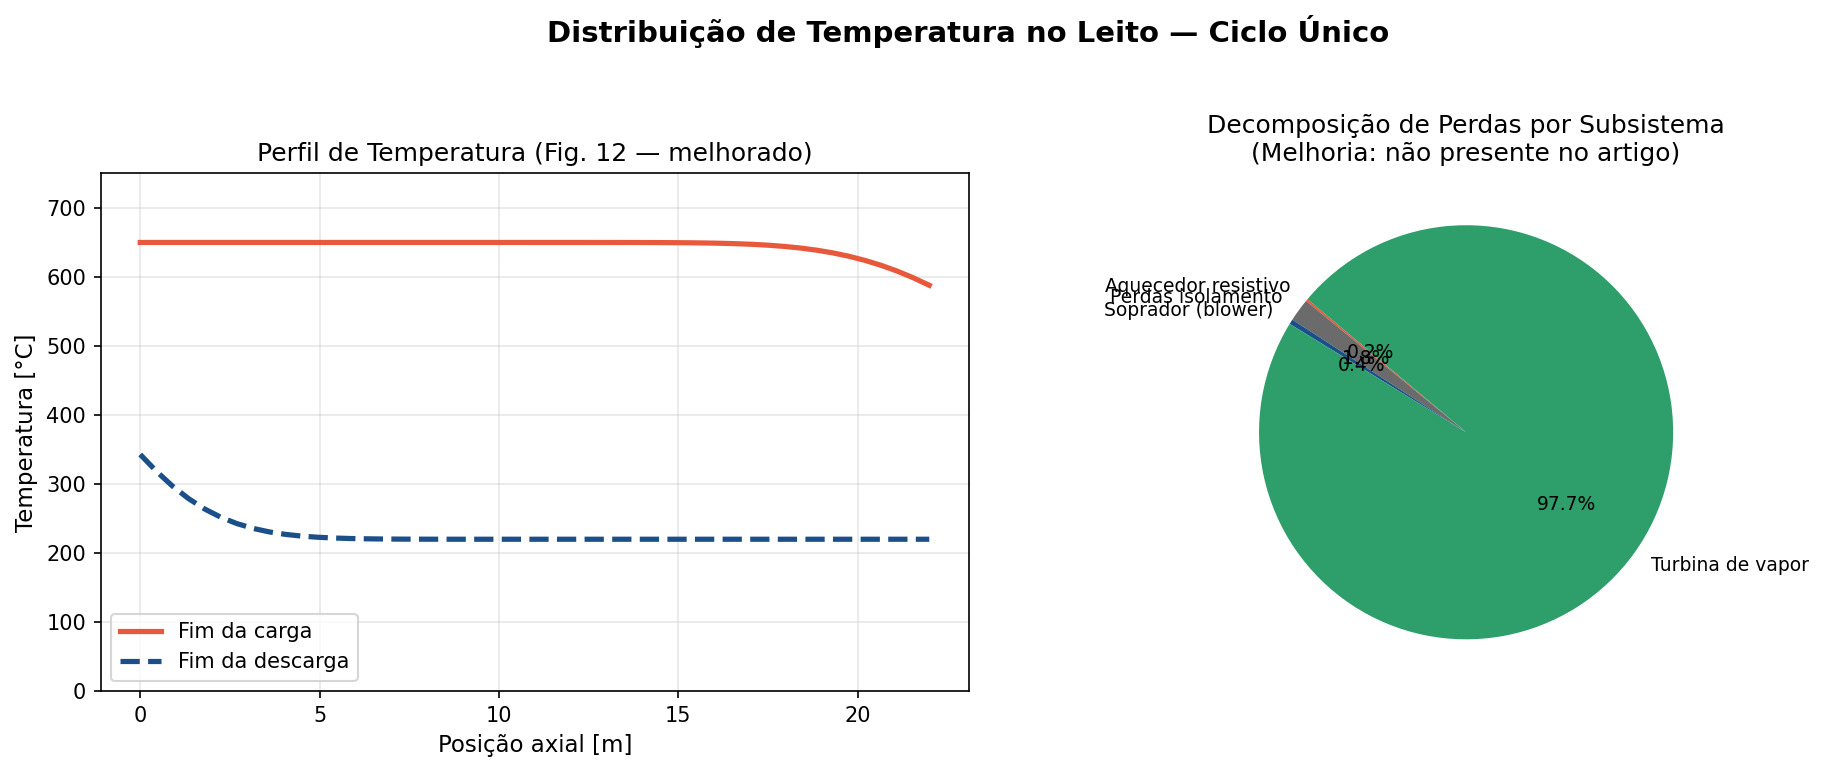 Distribuição de Temperatura no Leito — Ciclo Único
Perfil de Temperatura (Fig. 12 — melhorado)
700
600
500
400
300
200
100
0
Temperatura [°C]
Fim da carga
Fim da descarga
0
5
10
15
20
Posição axial [m]
Decomposição de Perdas por Subsistema
(Melhoria: não presente no artigo)
Aquecedor resistivo
Perdas isolamento
Soprador (blower)
0.4%
97.7%
Turbina de vapor